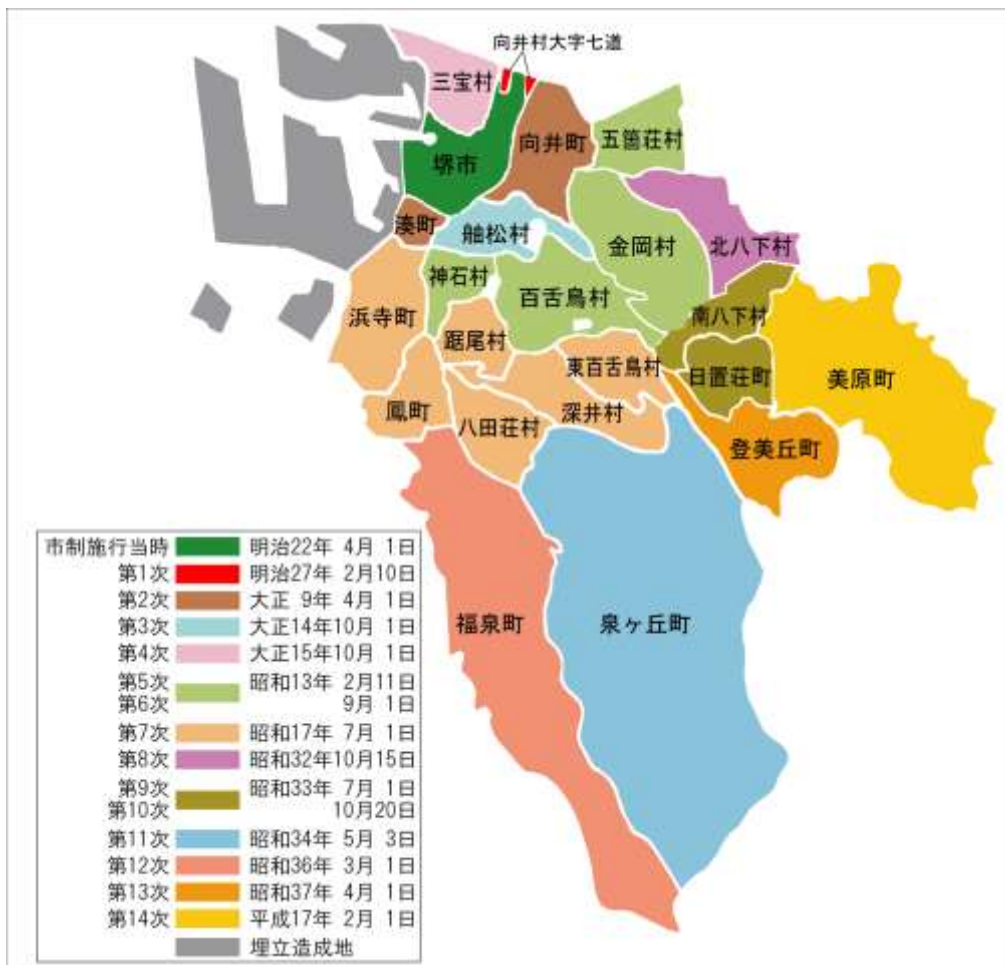 向井村大字七道
三宝村
向井町
五箇荘村
堺市
湊町
舳松村
金岡村
北八下村
神石村
百舌鳥村
浜寺町
南八下村
踞尾村
東百舌鳥村
日置荘町
美原町
鳳町
八田荘村
深井村
登美丘町
福泉町
泉ヶ丘町
市制施行当時 明治22年 4月 1日
第1次 明治27年 2月10日
第2次 大正 9年 4月 1日
第3次 大正14年10月 1日
第4次 大正15年10月 1日
第5次 昭和13年 2月11日
第6次 9月 1日
第7次 昭和17年 7月 1日
第8次 昭和32年10月15日
第9次 昭和33年 7月 1日
第10次 10月20日
第11次 昭和34年 5月 3日
第12次 昭和36年 3月 1日
第13次 昭和37年 4月 1日
第14次 平成17年 2月 1日
埋立造成地